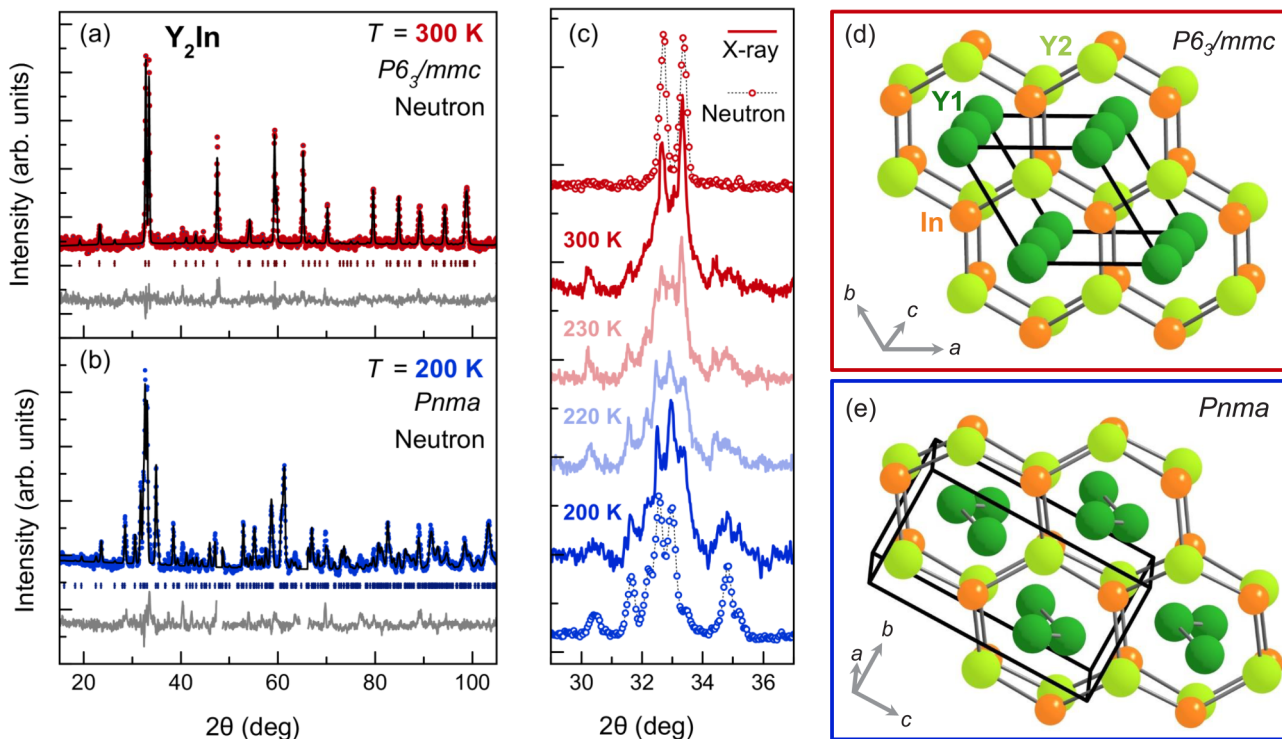 (a)
Y₂In
T = 300 K
P6₃/mmc
Neutron
Intensity (arb. units)
(b)
T = 200 K
Pnma
Neutron
Intensity (arb. units)
20 40 60 80 100
2θ (deg)
(c)
X-ray
Neutron
300 K
230 K
220 K
200 K
30 32 34 36
2θ (deg)
(d)
P6₃/mmc
Y2
Y1
In
b
c
a
(e)
Pnma
b
a
c